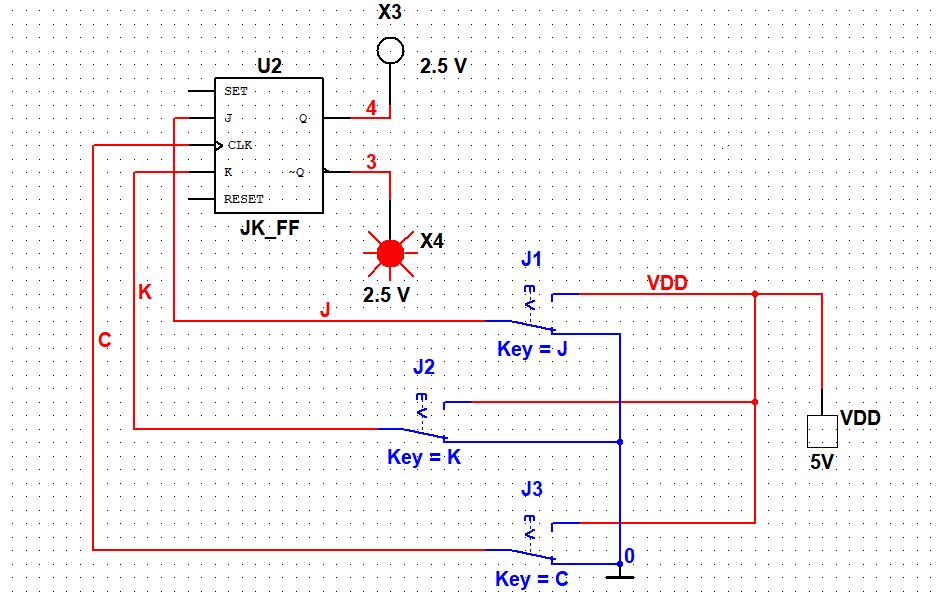 X3
2.5 V
U2
SET
J
CLK
K
RESET
Q
~Q
JK_FF
4
3
X4
2.5 V
K
J
C
J1
Key = J
VDD
J2
Key = K
VDD
5V
J3
Key = C
0